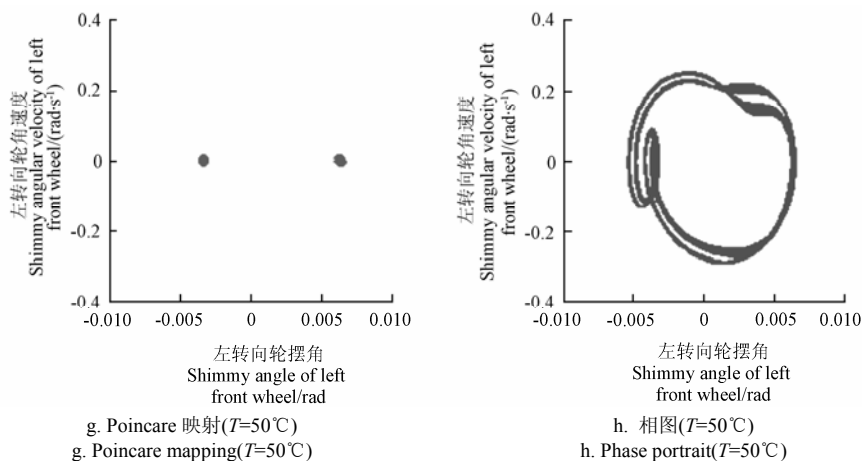 0.4
0.2
0
-0.2
-0.4
-0.010 -0.005 0 0.005 0.010
左转向轮角速度
Shimmy angular velocity of left
front wheel/(rad·s⁻¹)
左转向轮摆角
Shimmy angle of left
front wheel/rad
g. Poincare 映射(T=50℃)
g. Poincare mapping(T=50℃)
0.4
0.2
0
-0.2
-0.4
-0.010 -0.005 0 0.005 0.010
左转向轮角速度
Shimmy angular velocity of left
front wheel/(rad·s⁻¹)
左转向轮摆角
Shimmy angle of left
front wheel/rad
h. 相图(T=50℃)
h. Phase portrait(T=50℃)